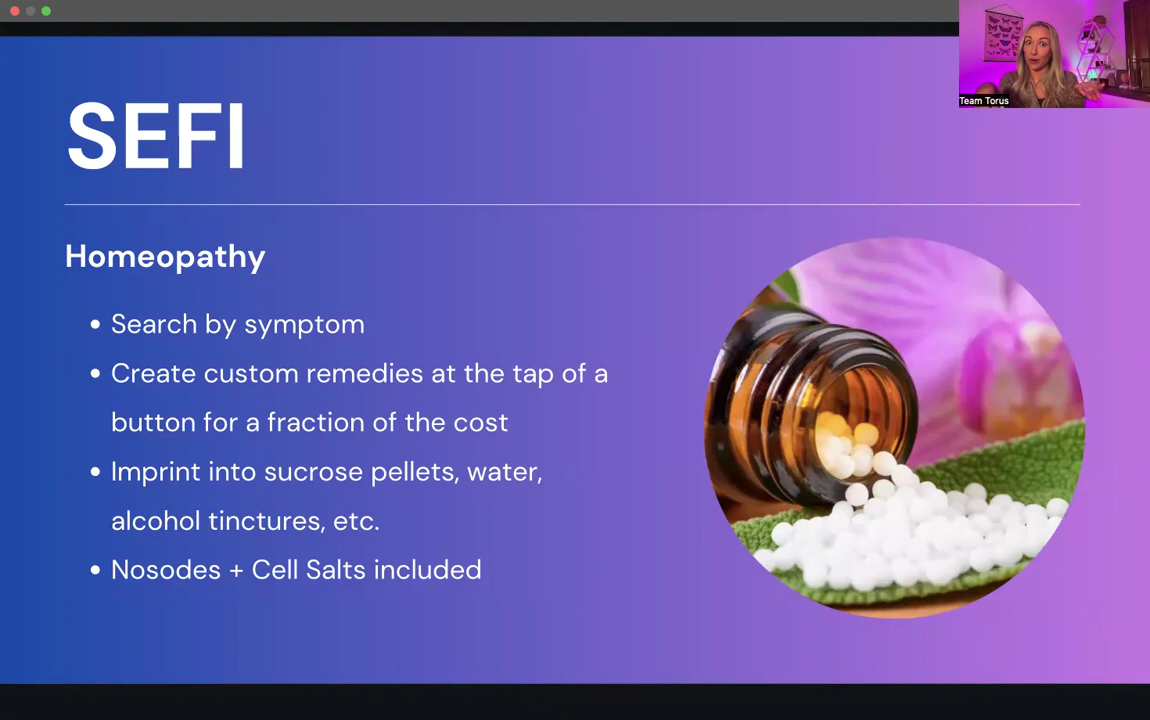 Team Torus
SEFI
Homeopathy
• Search by symptom
• Create custom remedies at the tap of a
button for a fraction of the cost
• Imprint into sucrose pellets, water,
alcohol tinctures, etc.
• Nosodes + Cell Salts included